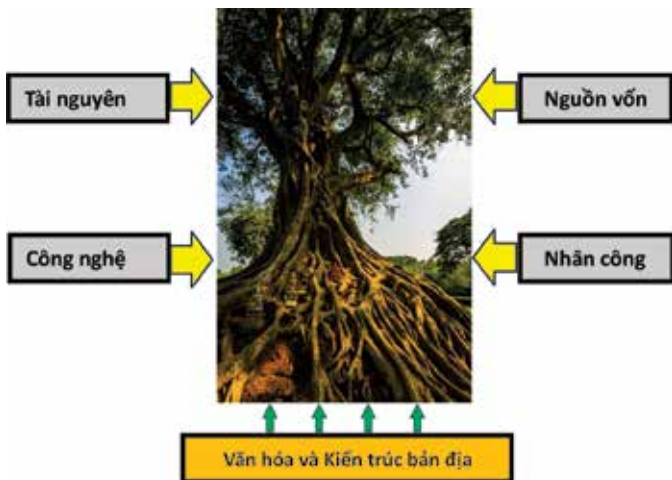 Tài nguyên
Nguồn vốn
Công nghệ
Nhân công
Văn hóa và Kiến trúc bản địa